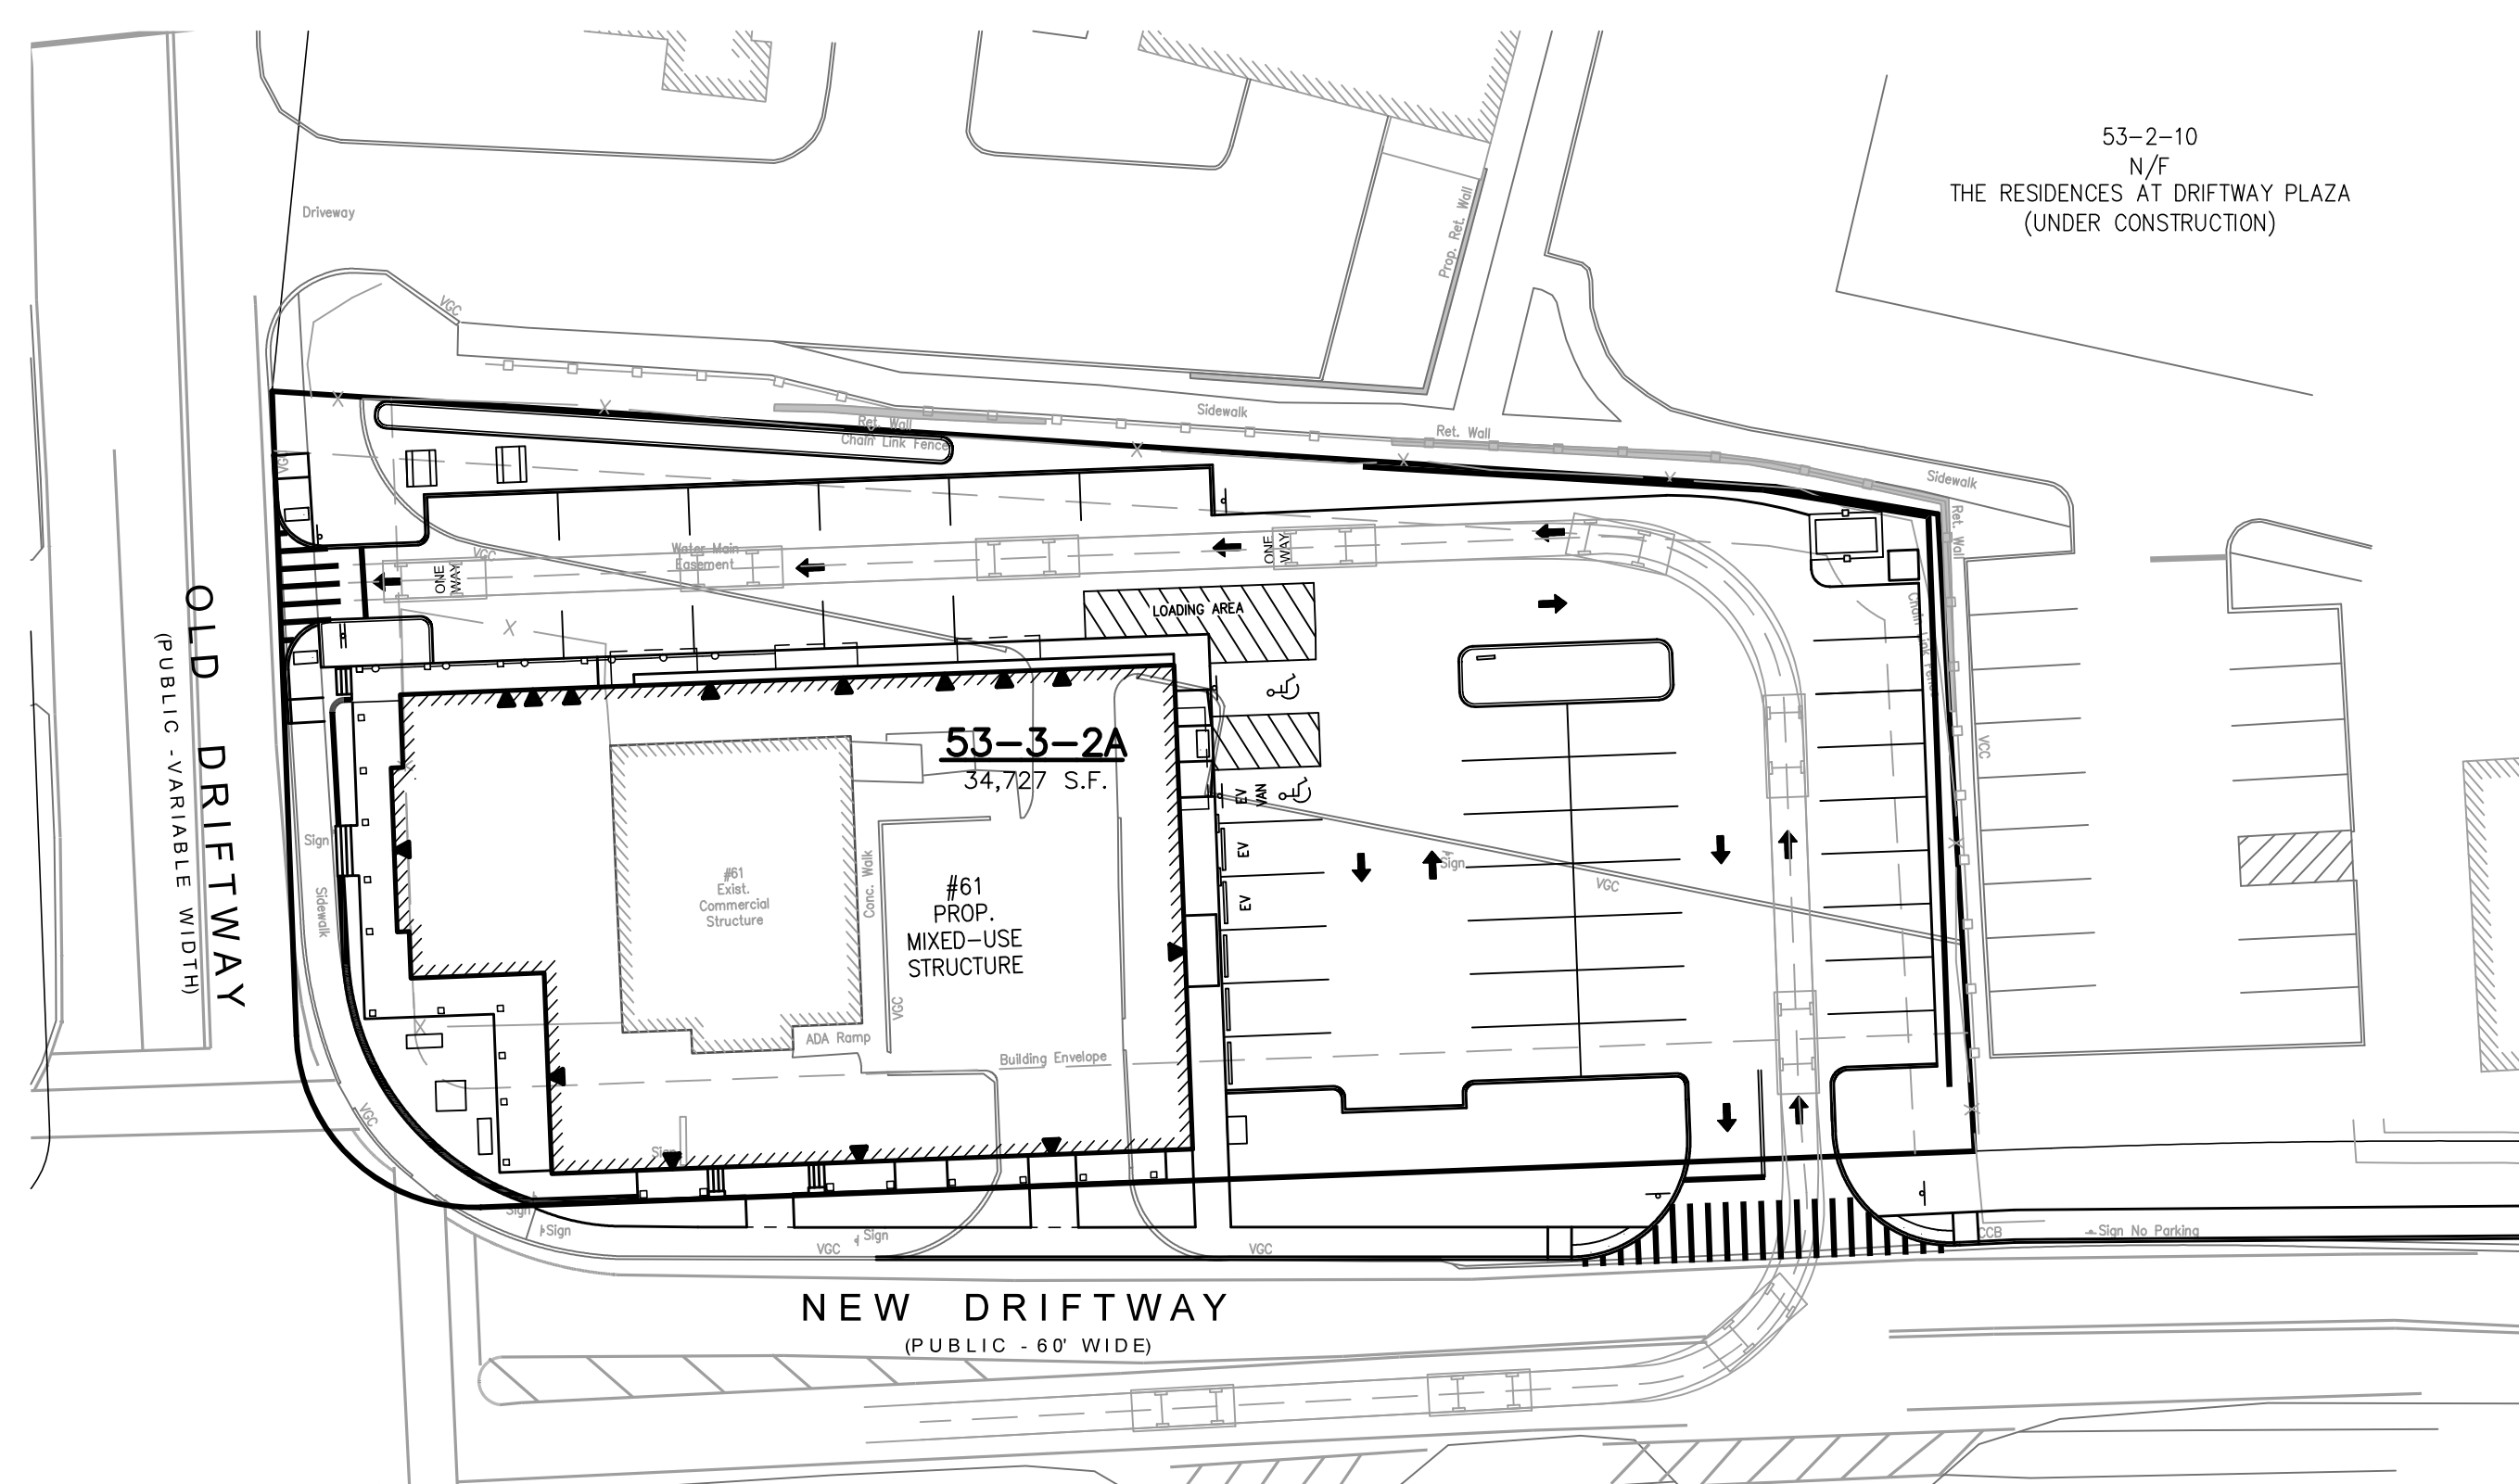 53-2-10
N/F
THE RESIDENCES AT DRIFTWAY PLAZA
(UNDER CONSTRUCTION)
Driveway
VGC
Prop. Ret. Wall
Sidewalk
Ret. Wall
Chain Link Fence
Ret. Wall
Sidewalk
Ret. Wall
VGC
VGC
Water Main
Easement
ONE
WAY
ONE
WAY
LOADING AREA
Chain Link Fence
OLD DRIFTWAY
(PUBLIC -VARIABLE WIDTH)
53-3-2A
34,727 S.F.
EV
VAN
EV
EV
VGC
Sign
Sign
VGC
Sidewalk
#61
Exist.
Commercial
Structure
Conc. Walk
#61
PROP.
MIXED-USE
STRUCTURE
VGC
ADA Ramp
Building Envelope
VGC
Sign
Sign
Sign
Sign
VGC
VGC
CCB
Sign No Parking
NEW DRIFTWAY
(PUBLIC - 60' WIDE)